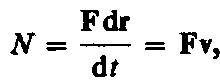 N = F dr / dt = Fv,